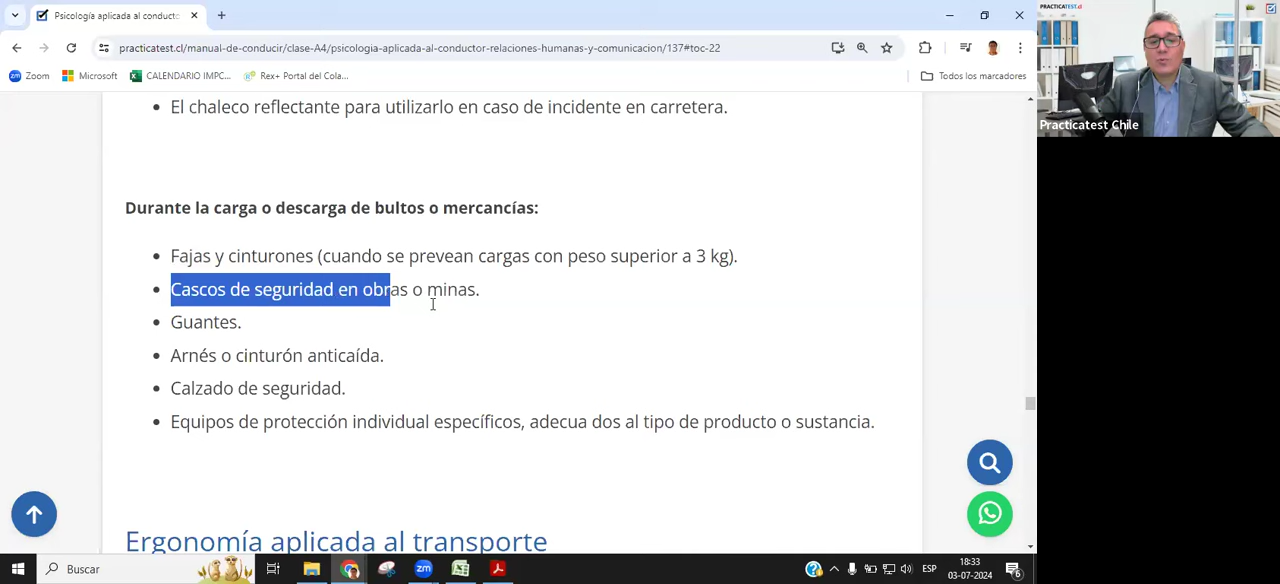 Psicología aplicada al conducto
practicatest.cl/manual-de-conducir/clase-A4/psicologia-aplicada-al-conductor-relaciones-humanas-y-comunicacion/137#toc-22
Zoom
Microsoft
CALENDARIO IMPC...
Rex+ Portal del Cola...
Todos los marcadores
El chaleco reflectante para utilizarlo en caso de incidente en carretera.
Durante la carga o descarga de bultos o mercancías:
Fajas y cinturones (cuando se prevean cargas con peso superior a 3 kg).
Cascos de seguridad en obras o minas.
Guantes.
Arnés o cinturón anticaída.
Calzado de seguridad.
Equipos de protección individual específicos, adecua dos al tipo de producto o sustancia.
Ergonomía aplicada al transporte
PRACTICATEST.cl
Practicatest Chile
Buscar
ESP
18:33
03-07-2024
6